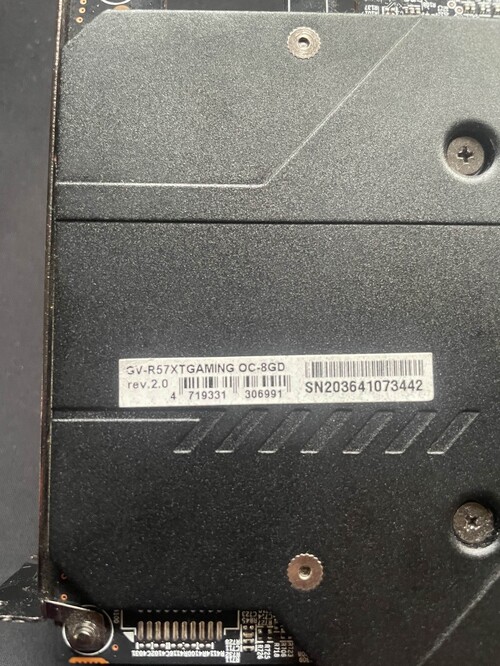 GV-R57XTGAMING OC-8GD
rev.2.0
4 719331 306991
SN203641073442